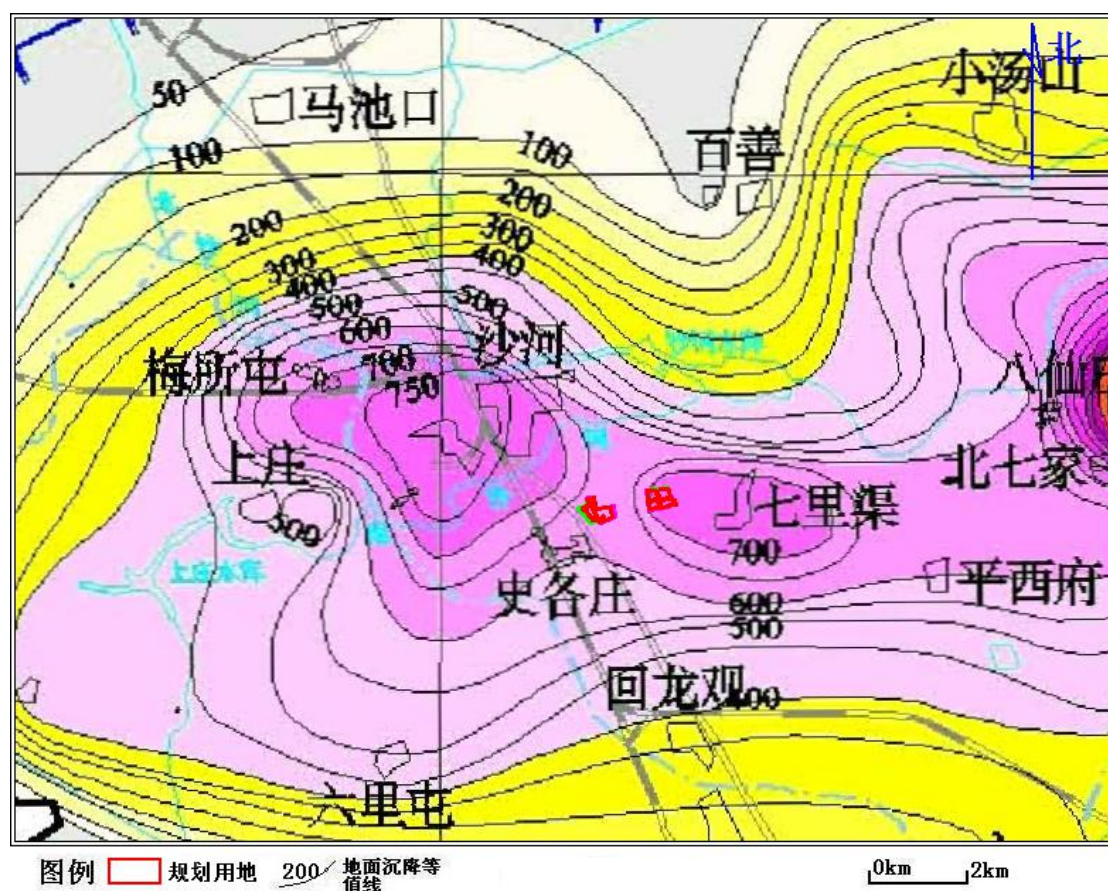 北
小汤山
50
马池口
100
100
百善
200
200
300
300
400
400
500
500
600
沙河
700
梅所屯
750
上庄
500
北七家
七里渠
700
上庄水库
史各庄
平西府
600
500
回龙观
400
六里屯
图例
规划用地
200
地面沉降等
值线
0km
2km